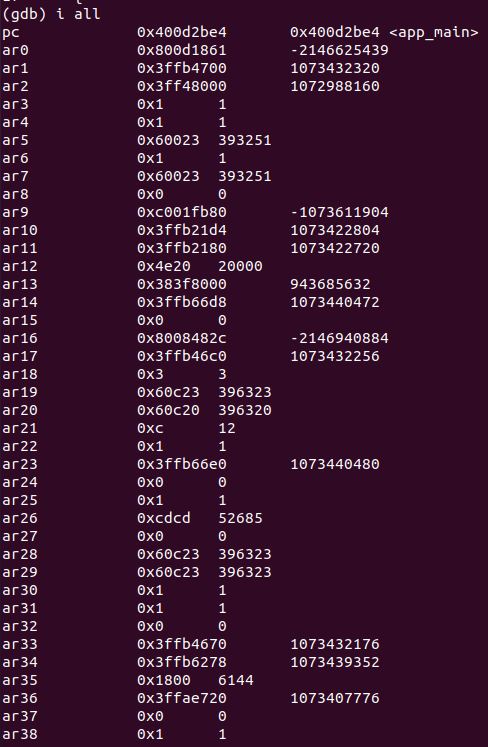 (gdb) i all
pc 0x400d2be4 0x400d2be4 <app_main>
ar0 0x800d1861 -2146625439
ar1 0x3ffb4700 1073432320
ar2 0x3ff48000 1072988160
ar3 0x1 1
ar4 0x1 1
ar5 0x60023 393251
ar6 0x1 1
ar7 0x60023 393251
ar8 0x0 0
ar9 0xc001fb80 -1073611904
ar10 0x3ffb21d4 1073422804
ar11 0x3ffb2180 1073422720
ar12 0x4e20 20000
ar13 0x383f8000 943685632
ar14 0x3ffb66d8 1073440472
ar15 0x0 0
ar16 0x8008482c -2146940884
ar17 0x3ffb46c0 1073432256
ar18 0x3 3
ar19 0x60c23 396323
ar20 0x60c20 396320
ar21 0xc 12
ar22 0x1 1
ar23 0x3ffb66e0 1073440480
ar24 0x0 0
ar25 0x1 1
ar26 0xcdcd 52685
ar27 0x0 0
ar28 0x60c23 396323
ar29 0x60c23 396323
ar30 0x1 1
ar31 0x1 1
ar32 0x0 0
ar33 0x3ffb4670 1073432176
ar34 0x3ffb6278 1073439352
ar35 0x1800 6144
ar36 0x3ffae720 1073407776
ar37 0x0 0
ar38 0x1 1